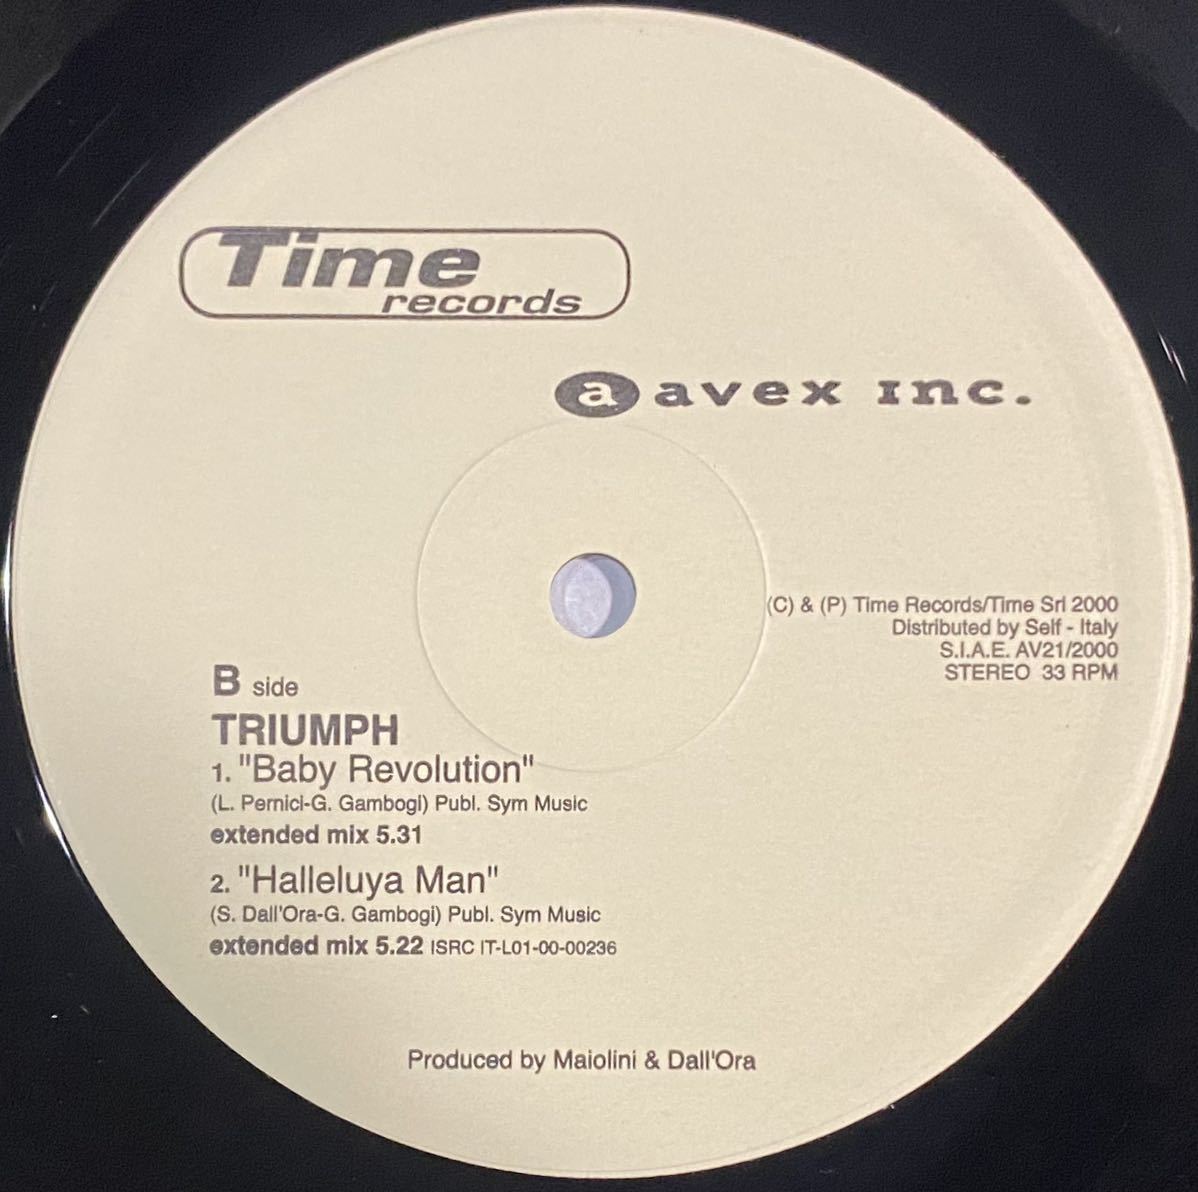 Time
records
a avex inc.
(C) & (P) Time Records/Time Srl 2000
Distributed by Self - Italy
S.I.A.E. AV21/2000
STEREO 33 RPM
B side
TRIUMPH
1. "Baby Revolution"
(L. Pernici-G. Gambogi) Publ. Sym Music
extended mix 5.31
2. "Halleluya Man"
(S. Dall'Ora-G. Gambogi) Publ. Sym Music
extended mix 5.22 ISRC IT-L01-00-00236
Produced by Maiolini & Dall'Ora